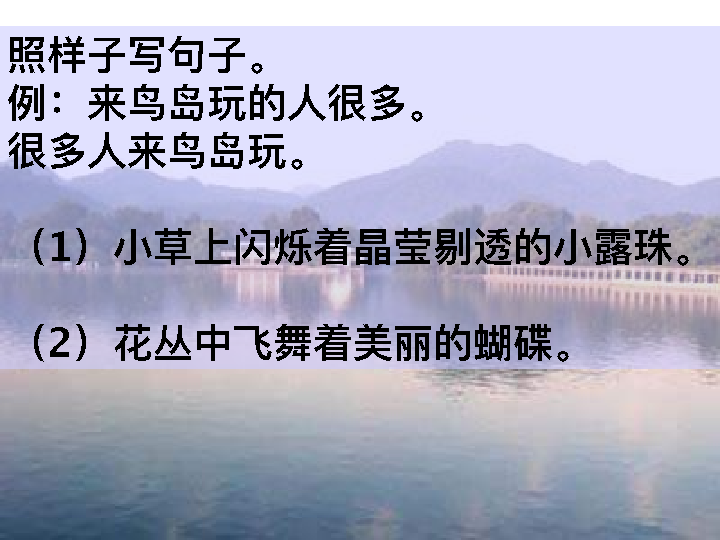 照样子写句子。
例：来鸟岛玩的人很多。
很多人来鸟岛玩。
（1）小草上闪烁着晶莹剔透的小露珠。
（2）花丛中飞舞着美丽的蝴碟。